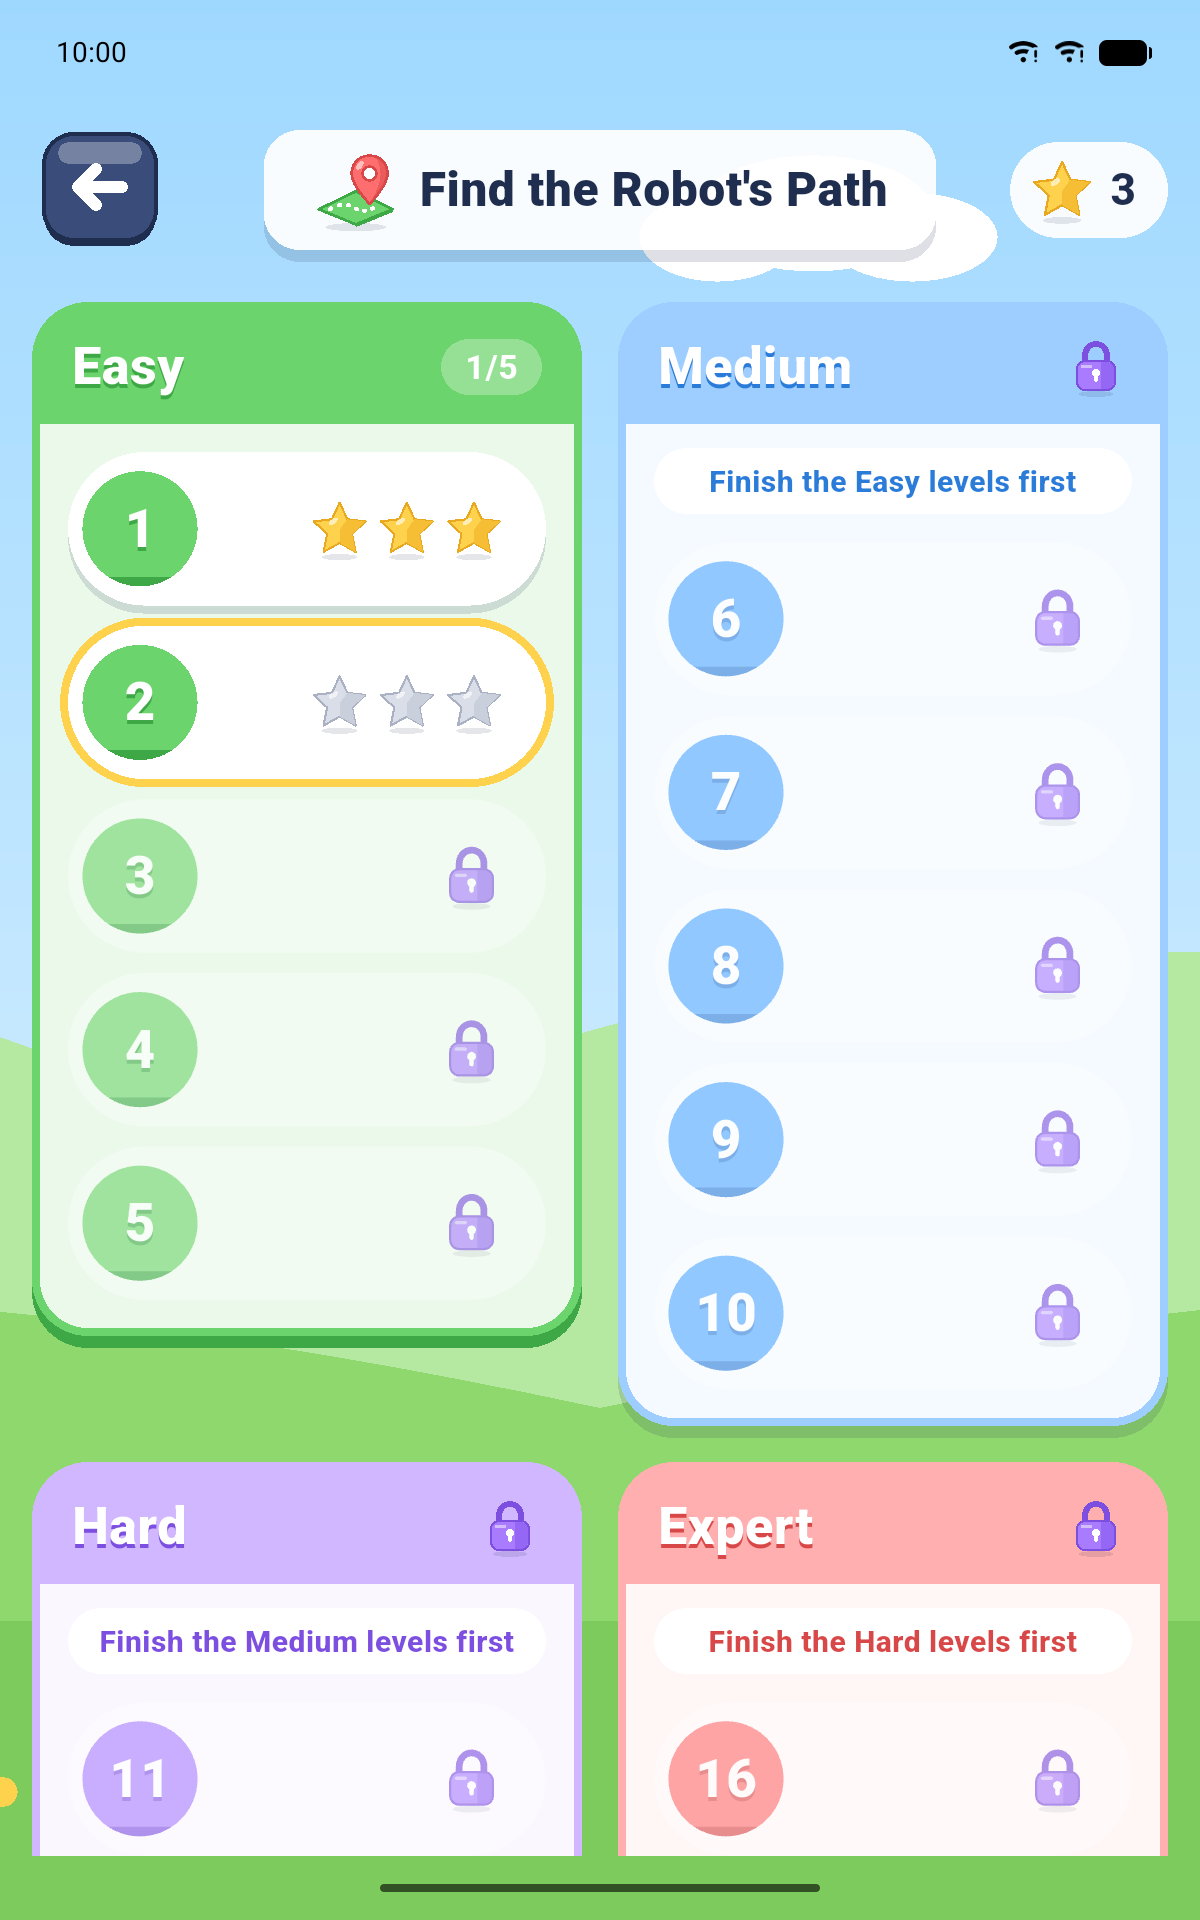 10:00
Find the Robot's Path
3
Easy
1/5
1
2
3
4
5
Medium
Finish the Easy levels first
6
7
8
9
10
Hard
Finish the Medium levels first
11
Expert
Finish the Hard levels first
16